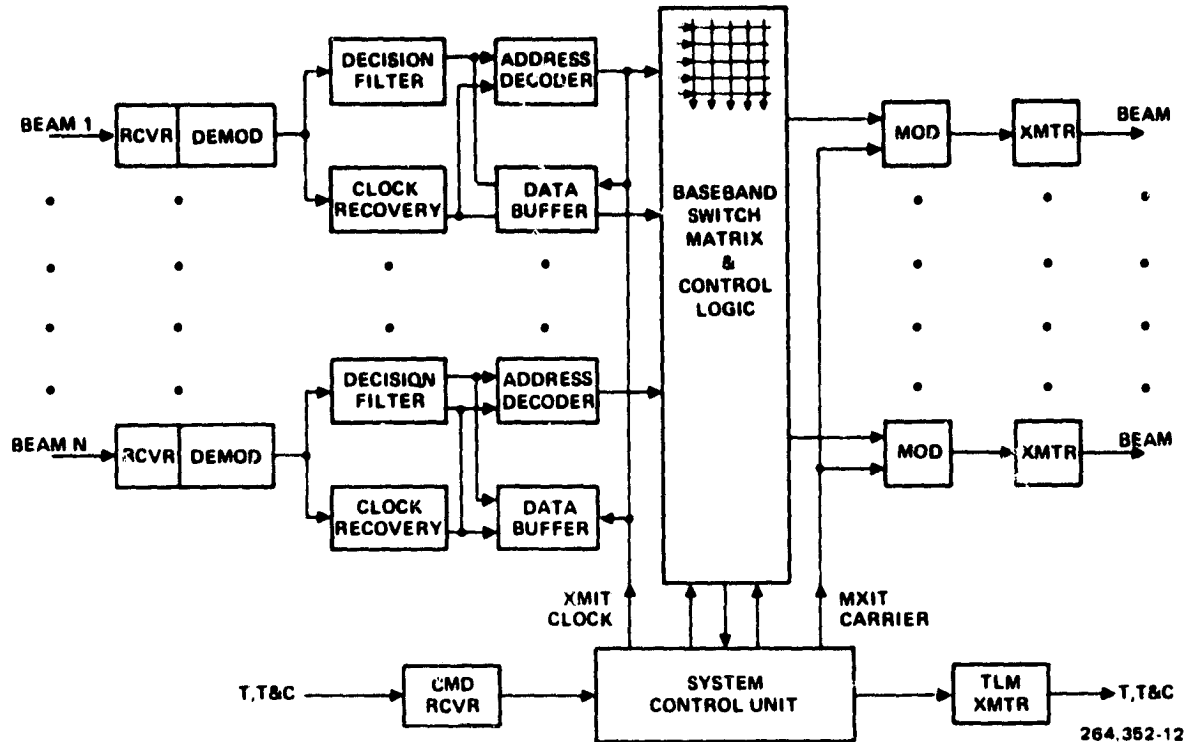 BEAM 1
RCVR
DEMOD
DECISION
FILTER
CLOCK
RECOVERY
ADDRESS
DECODER
DATA
BUFFER
BASEBAND
SWITCH
MATRIX
&
CONTROL
LOGIC
MOD
XMTR
BEAM
BEAM N
RCVR
DEMOD
DECISION
FILTER
CLOCK
RECOVERY
ADDRESS
DECODER
DATA
BUFFER
MOD
XMTR
BEAM
XMIT
CLOCK
MXIT
CARRIER
T,T&C
CMD
RCVR
SYSTEM
CONTROL UNIT
TLM
XMTR
T,T&C
264,352-12